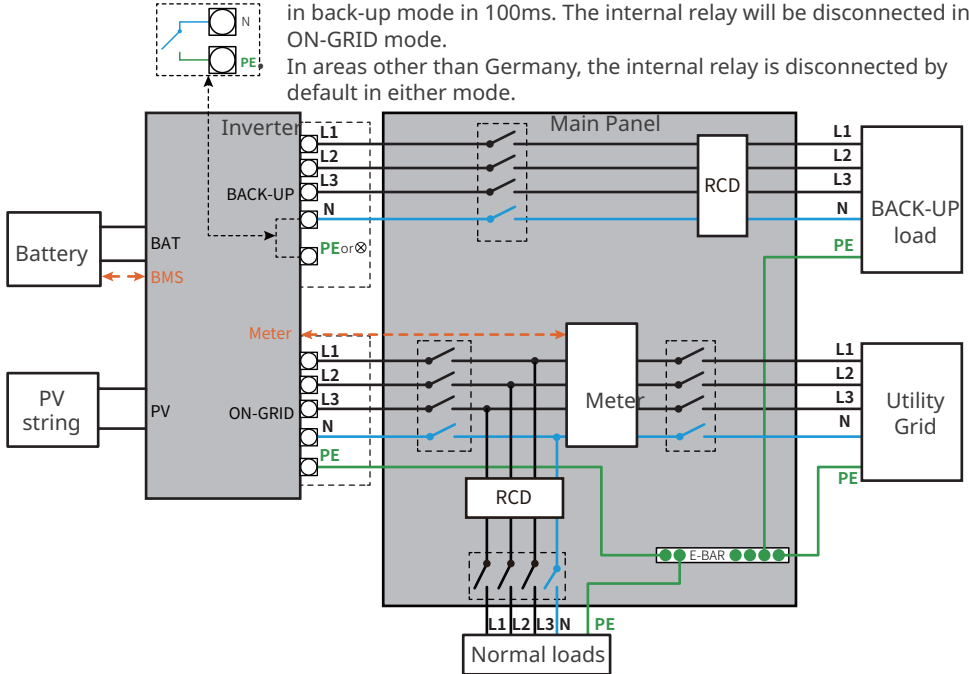 in back-up mode in 100ms. The internal relay will be disconnected in
ON-GRID mode.
In areas other than Germany, the internal relay is disconnected by
default in either mode.
N
PE
Inverter
Main Panel
L1
L2
L3
N
PEor⊗
BACK-UP
RCD
L1
L2
L3
N
PE
BACK-UP
load
Battery
BAT
BMS
Meter
L1
L2
L3
N
PE
ON-GRID
Meter
L1
L2
L3
N
PE
Utility
Grid
PV
string
PV
RCD
E-BAR
L1 L2 L3 N PE
Normal loads